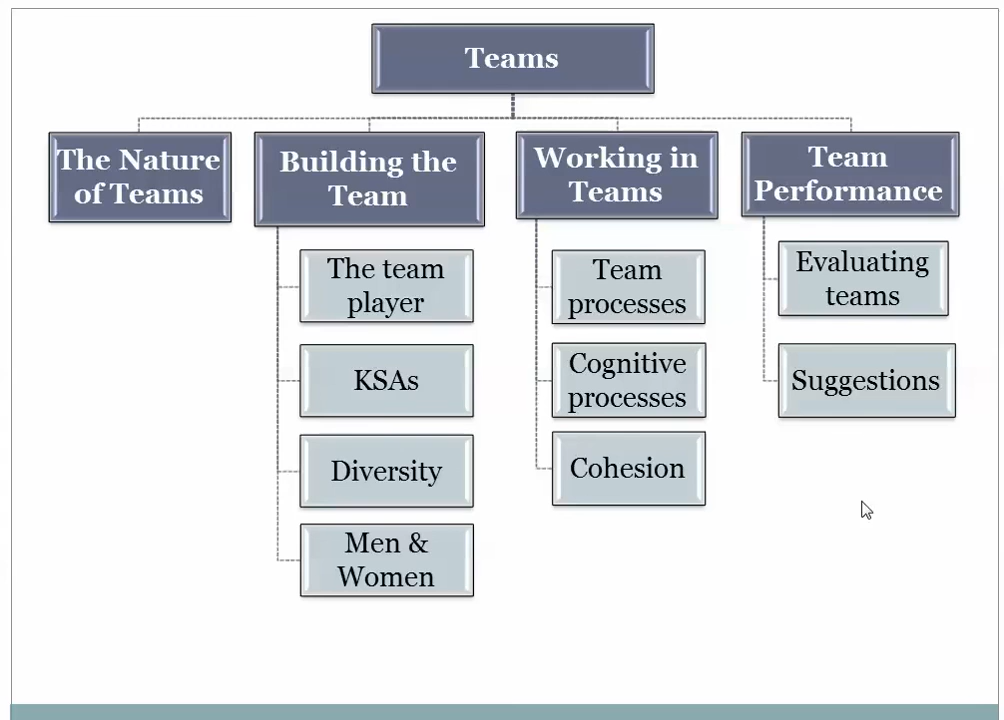 Teams
The Nature
of Teams
Building the
Team
The team
player
KSAs
Diversity
Men &
Women
Working in
Teams
Team
processes
Cognitive
processes
Cohesion
Team
Performance
Evaluating
teams
Suggestions